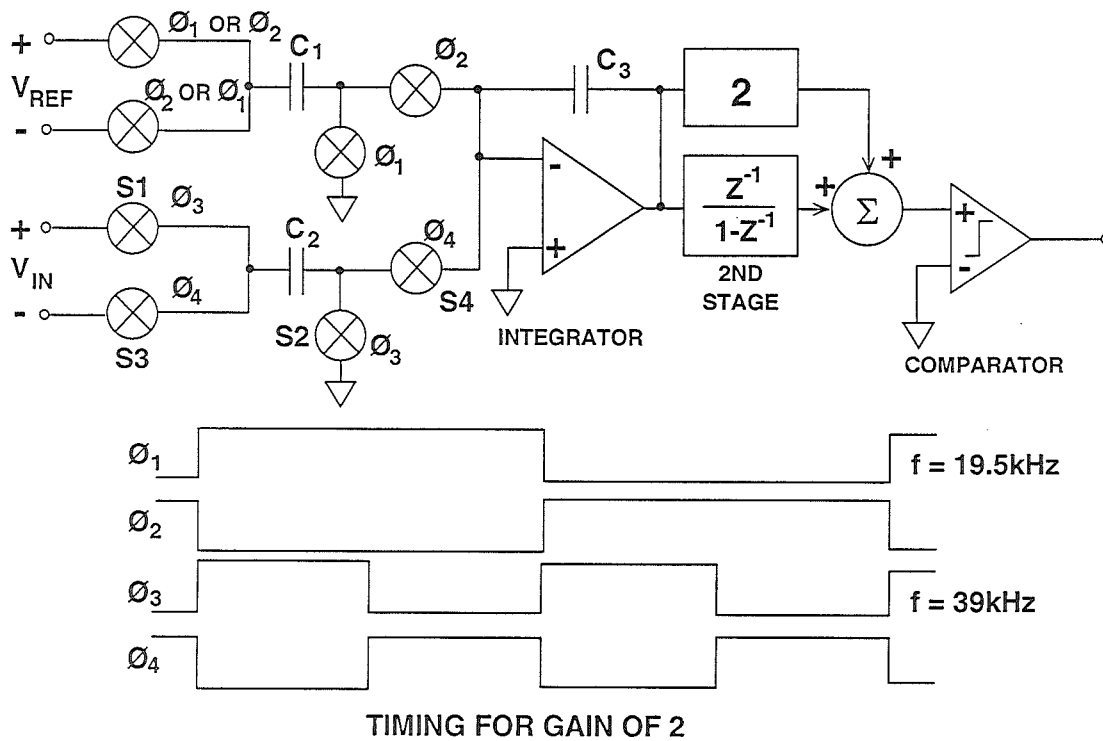 Ø1 OR Ø2
+
VREF
-
Ø2 OR Ø1
C1
Ø2
Ø1
C3
2
+
S1
Ø3
+
VIN
-
Ø4
S3
C2
Ø4
S4
S2
Ø3
-
+
INTEGRATOR
Z-1
1-Z-1
2ND
STAGE
+
Σ
+
-
COMPARATOR
Ø1
f = 19.5kHz
Ø2
Ø3
f = 39kHz
Ø4
TIMING FOR GAIN OF 2